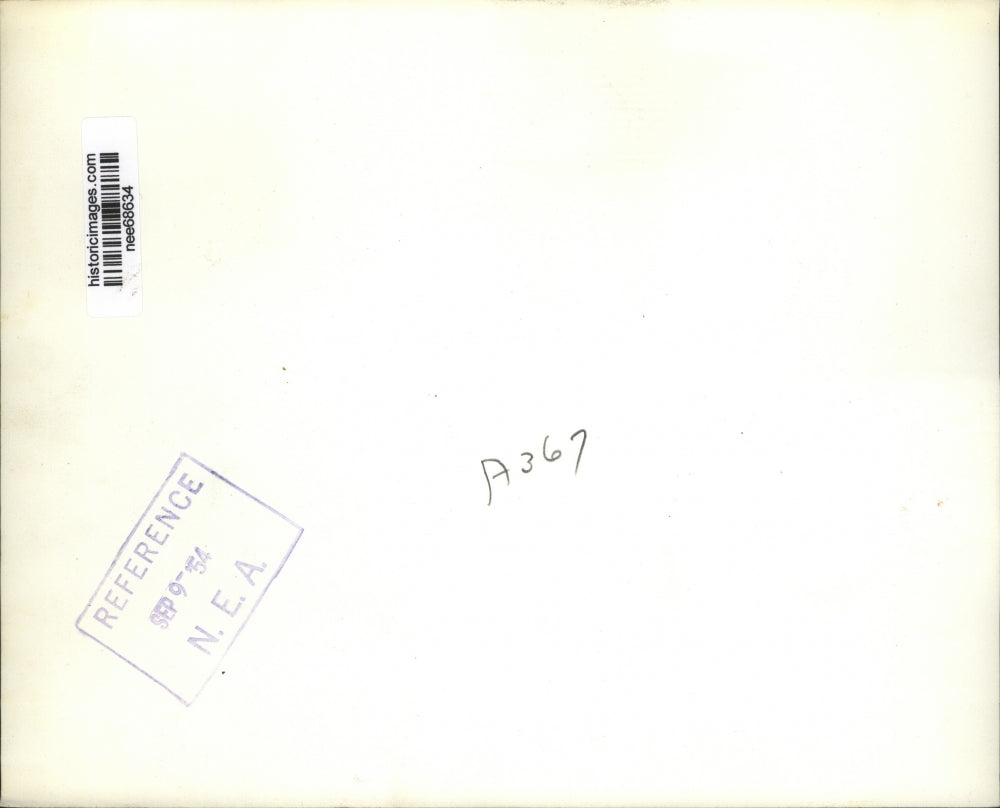 historicimages.com
nee68634
A367
REFERENCE
SEP 9-'54
N. E. A.